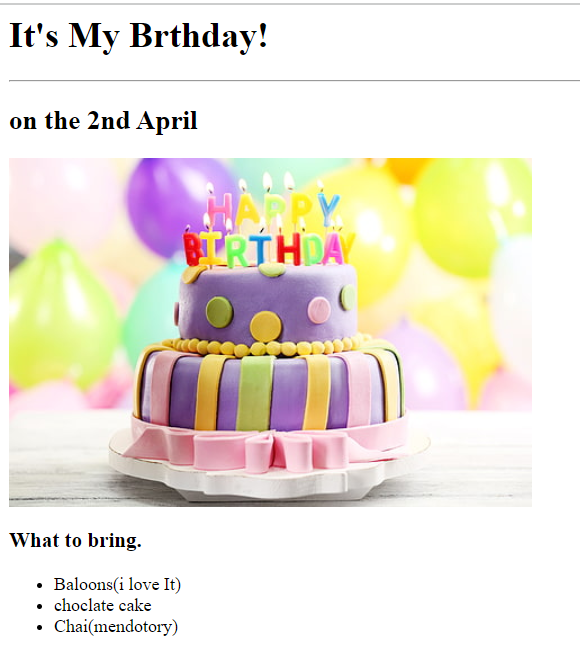 It's My Brthday!
on the 2nd April
HAPPY
BIRTHDAY
What to bring.
Baloons(i love It)
choclate cake
Chai(mendotory)